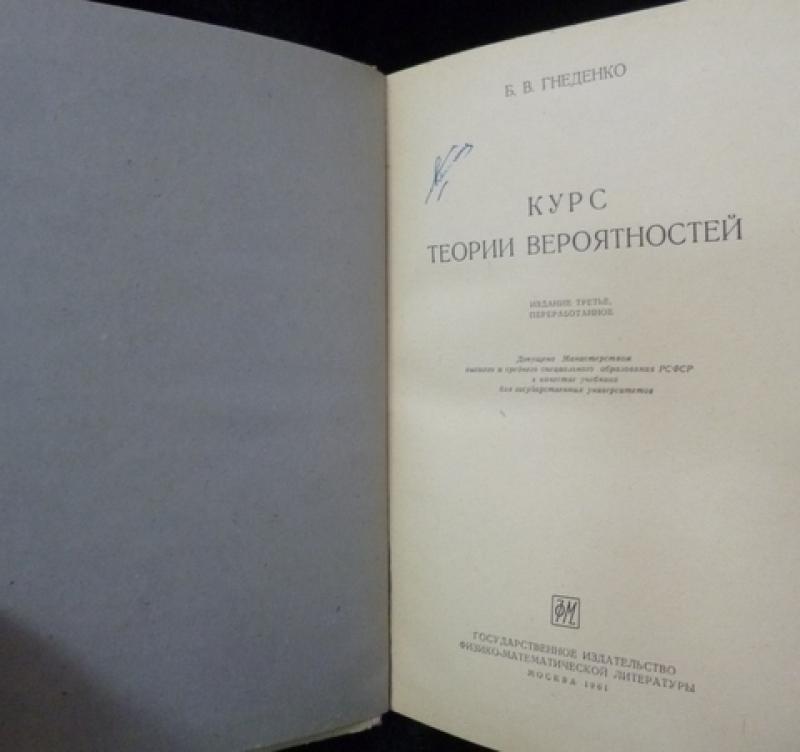 Б. В. ГНЕДЕНКО
КУРС
ТЕОРИИ ВЕРОЯТНОСТЕЙ
ИЗДАНИЕ ТРЕТЬЕ,
ПЕРЕРАБОТАННОЕ
Допущено Министерством
высшего и среднего специального образования РСФСР
в качестве учебника
для государственных университетов
ФМЛ
ГОСУДАРСТВЕННОЕ ИЗДАТЕЛЬСТВО
ФИЗИКО-МАТЕМАТИЧЕСКОЙ ЛИТЕРАТУРЫ
МОСКВА 1961